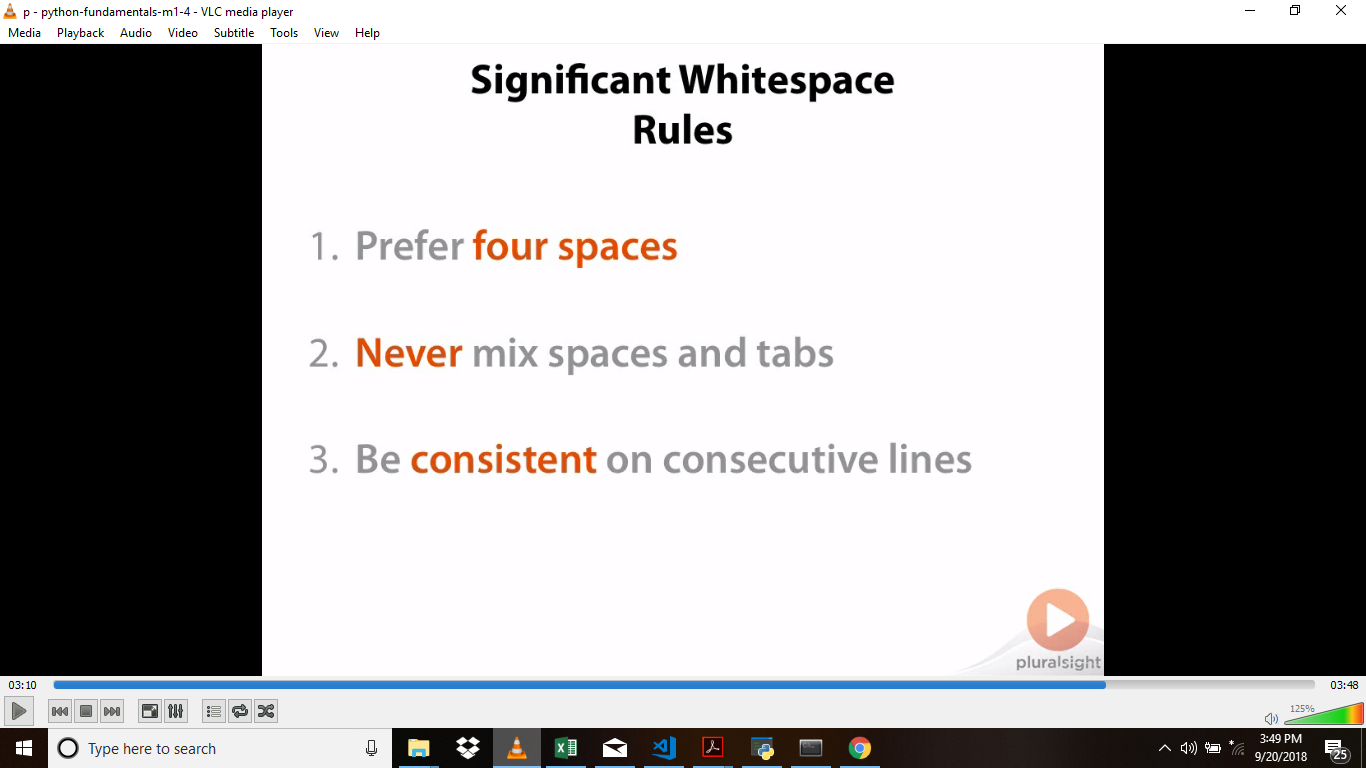 p - python-fundamentals-m1-4 - VLC media player
Media Playback Audio Video Subtitle Tools View Help
Significant Whitespace
Rules
1. Prefer four spaces
2. Never mix spaces and tabs
3. Be consistent on consecutive lines
pluralsight
03:10
03:48
125%
Type here to search
3:49 PM
9/20/2018
25